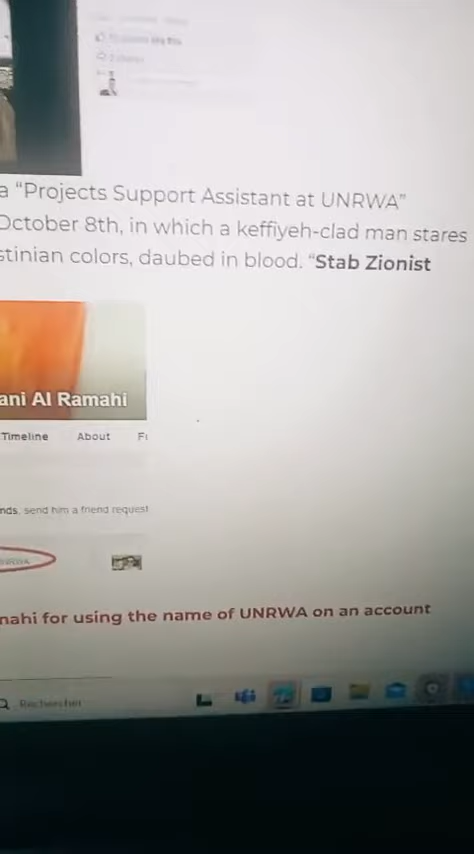 a “Projects Support Assistant at UNRWA”
October 8th, in which a keffiyeh-clad man stares
stinian colors, daubed in blood. “Stab Zionist
ani Al Ramahi
Timeline About
nds, send him a friend request
nahi for using the name of UNRWA on an account
Rechercher